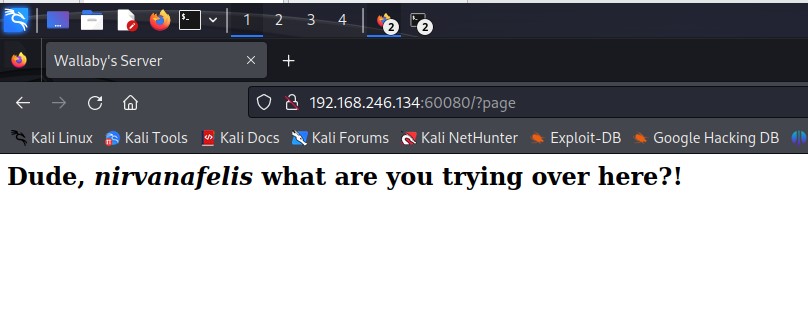 1 2 3 4 2 2
Wallaby's Server
192.168.246.134:60080/?page
Kali Linux Kali Tools Kali Docs Kali Forums Kali NetHunter Exploit-DB Google Hacking DB
Dude, nirvanafelis what are you trying over here?!